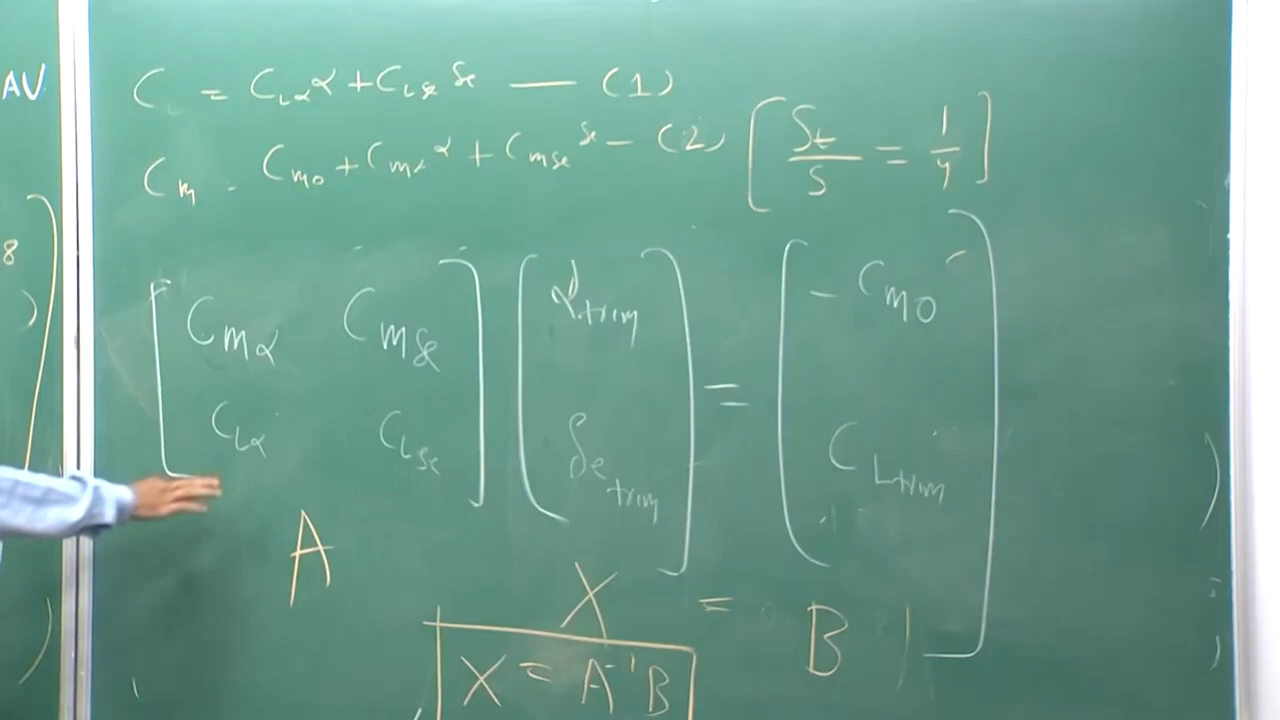 AV
C_L = C_Lα α + C_Lδe δe — (1)
C_m = C_m0 + C_mα α + C_mδe δe — (2) [S_t / S = 1/4]
8
[C_mα C_mδe] [α_trim] = [- C_m0]
[C_Lα C_Lδe] [δe_trim] [C_Ltrim]
A X = B
X = A⁻¹B